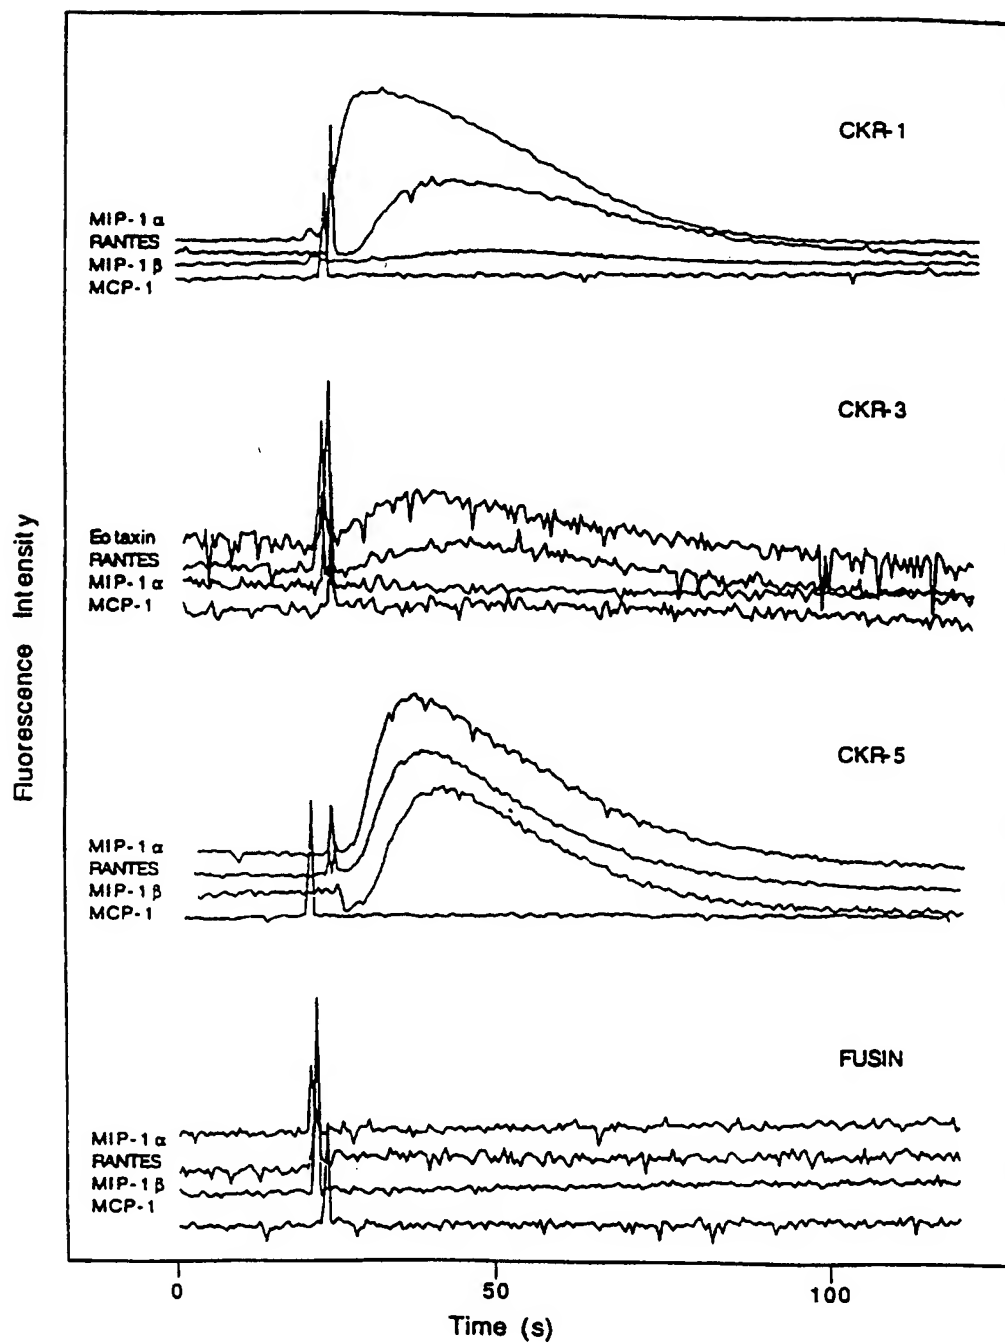 CKR-1
MIP-1α
RANTES
MIP-1β
MCP-1
CKR-3
Eotaxin
RANTES
MIP-1α
MCP-1
CKR-5
MIP-1α
RANTES
MIP-1β
MCP-1
FUSIN
MIP-1α
RANTES
MIP-1β
MCP-1
Fluorescence Intensity
0
50
100
Time (s)